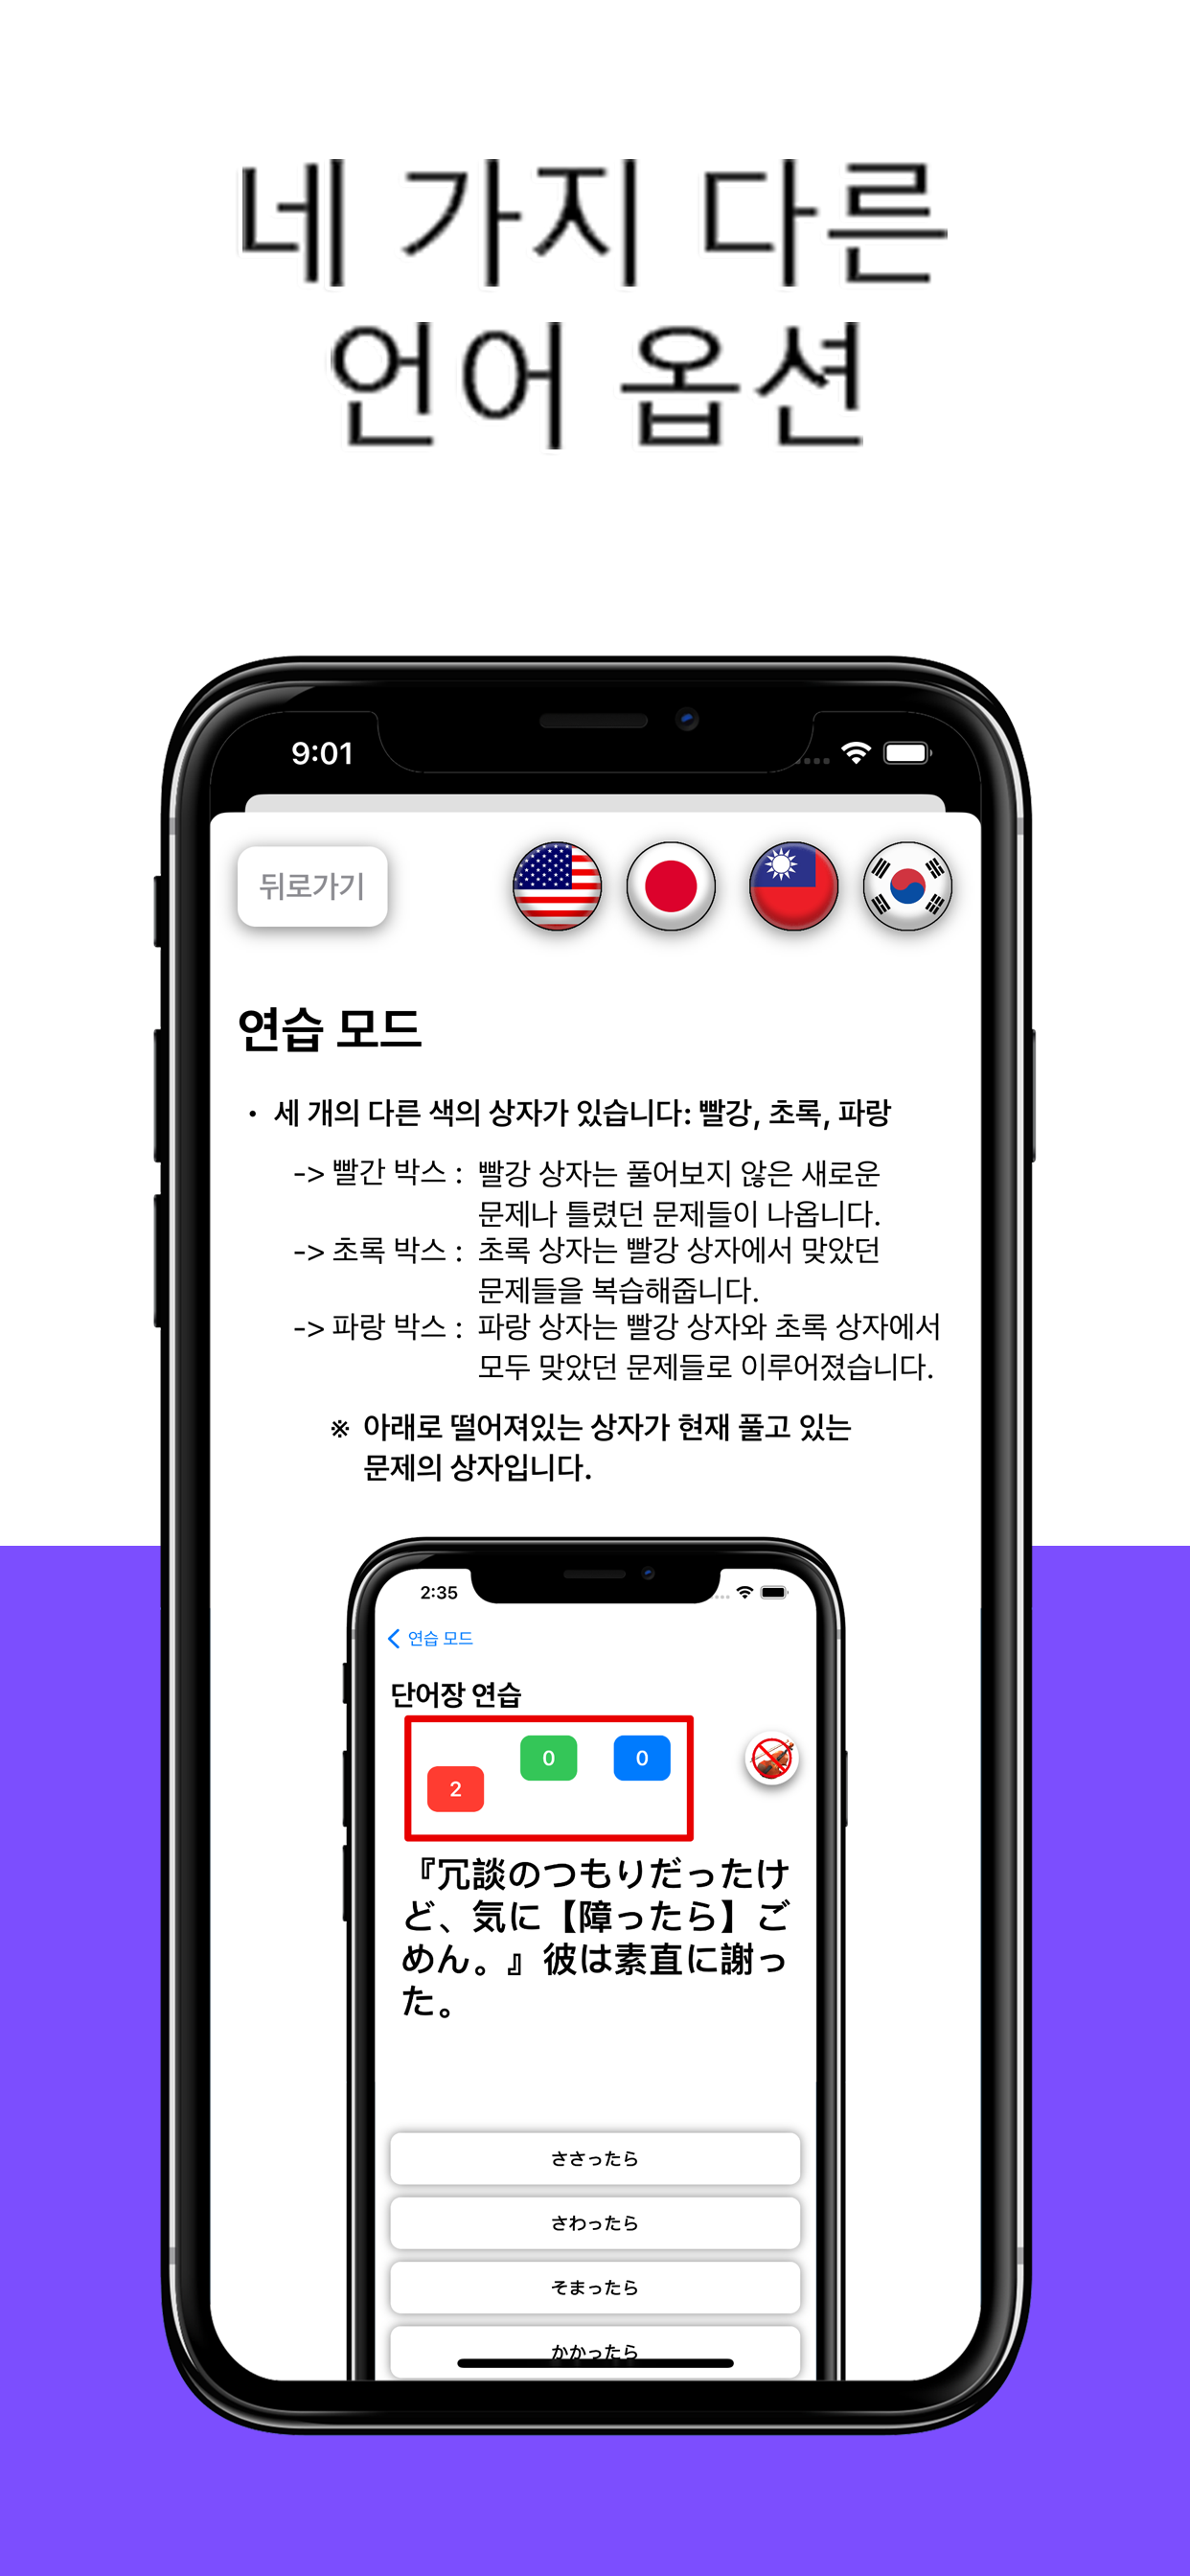 네 가지 다른
언어 옵션
9:01
뒤로가기
연습 모드
• 세 개의 다른 색의 상자가 있습니다: 빨강, 초록, 파랑
-> 빨간 박스 : 빨강 상자는 풀어보지 않은 새로운
문제나 틀렸던 문제들이 나옵니다.
-> 초록 박스 : 초록 상자는 빨강 상자에서 맞았던
문제들을 복습해줍니다.
-> 파랑 박스 : 파랑 상자는 빨강 상자와 초록 상자에서
모두 맞았던 문제들로 이루어졌습니다.
※ 아래로 떨어져있는 상자가 현재 풀고 있는
문제의 상자입니다.
2:35
연습 모드
단어장 연습
2 0 0
『冗談のつもりだったけ
ど、気に【障ったら】ご
めん。』彼は素直に謝っ
た。
ささったら
さわったら
そまったら
かかったら